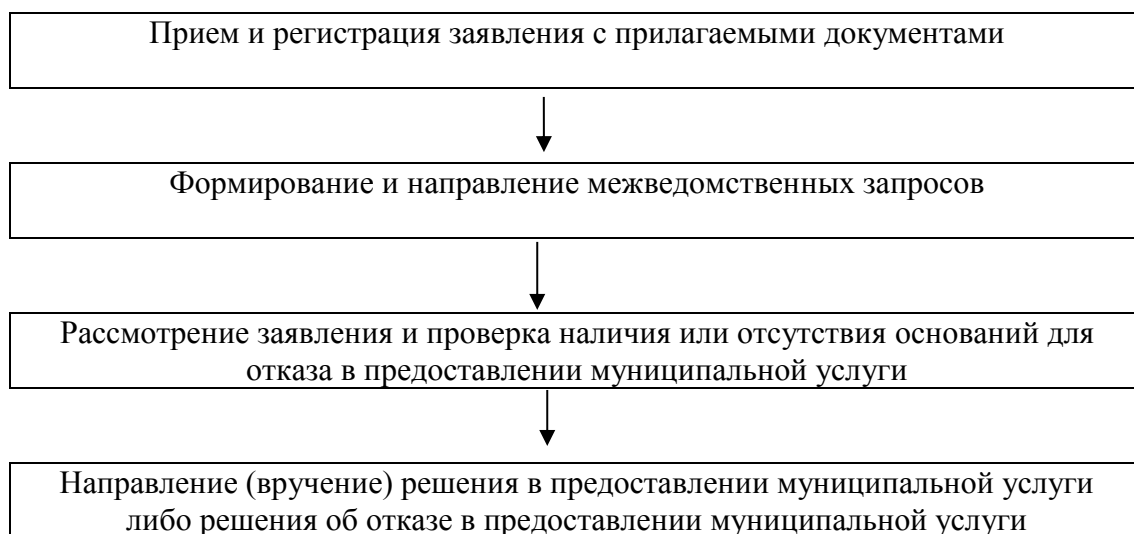 Прием и регистрация заявления с прилагаемыми документами
Формирование и направление межведомственных запросов
Рассмотрение заявления и проверка наличия или отсутствия оснований для
отказа в предоставлении муниципальной услуги
Направление (вручение) решения в предоставлении муниципальной услуги
либо решения об отказе в предоставлении муниципальной услуги